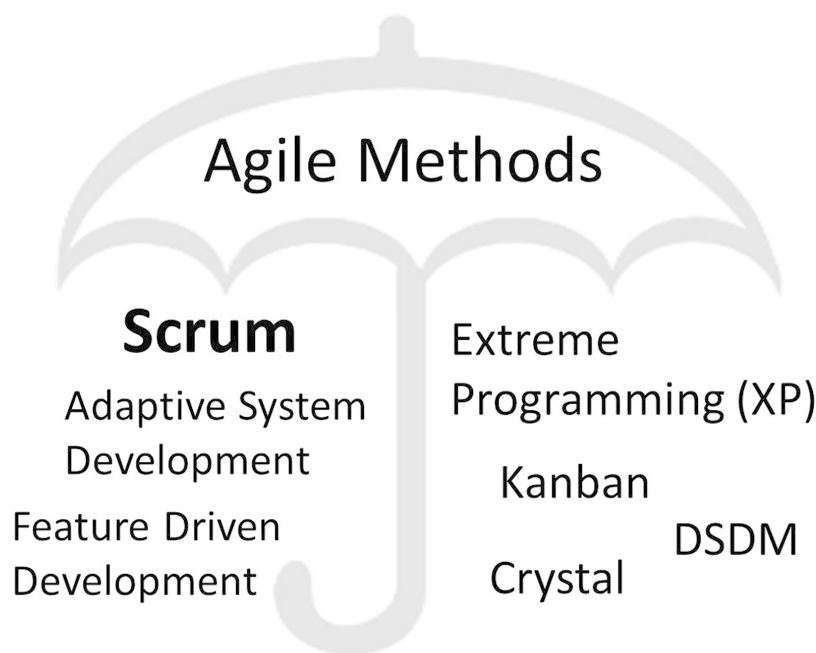 Agile Methods
Scrum
Adaptive System
Development
Feature Driven
Development
Extreme
Programming (XP)
Kanban
DSDM
Crystal